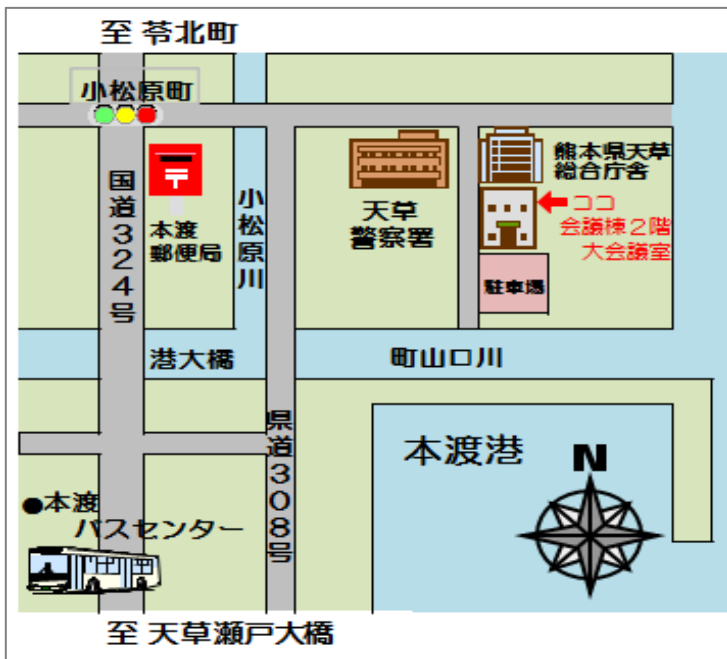 至 苓北町
小松原町
国道324号
本渡
郵便局
小松原川
天草
警察署
熊本県天草
総合庁舎
ココ
会議棟2階
大会議室
駐車場
港大橋
町山口川
県道308号
本渡港
N
●本渡
バスセンター
至 天草瀬戸大橋